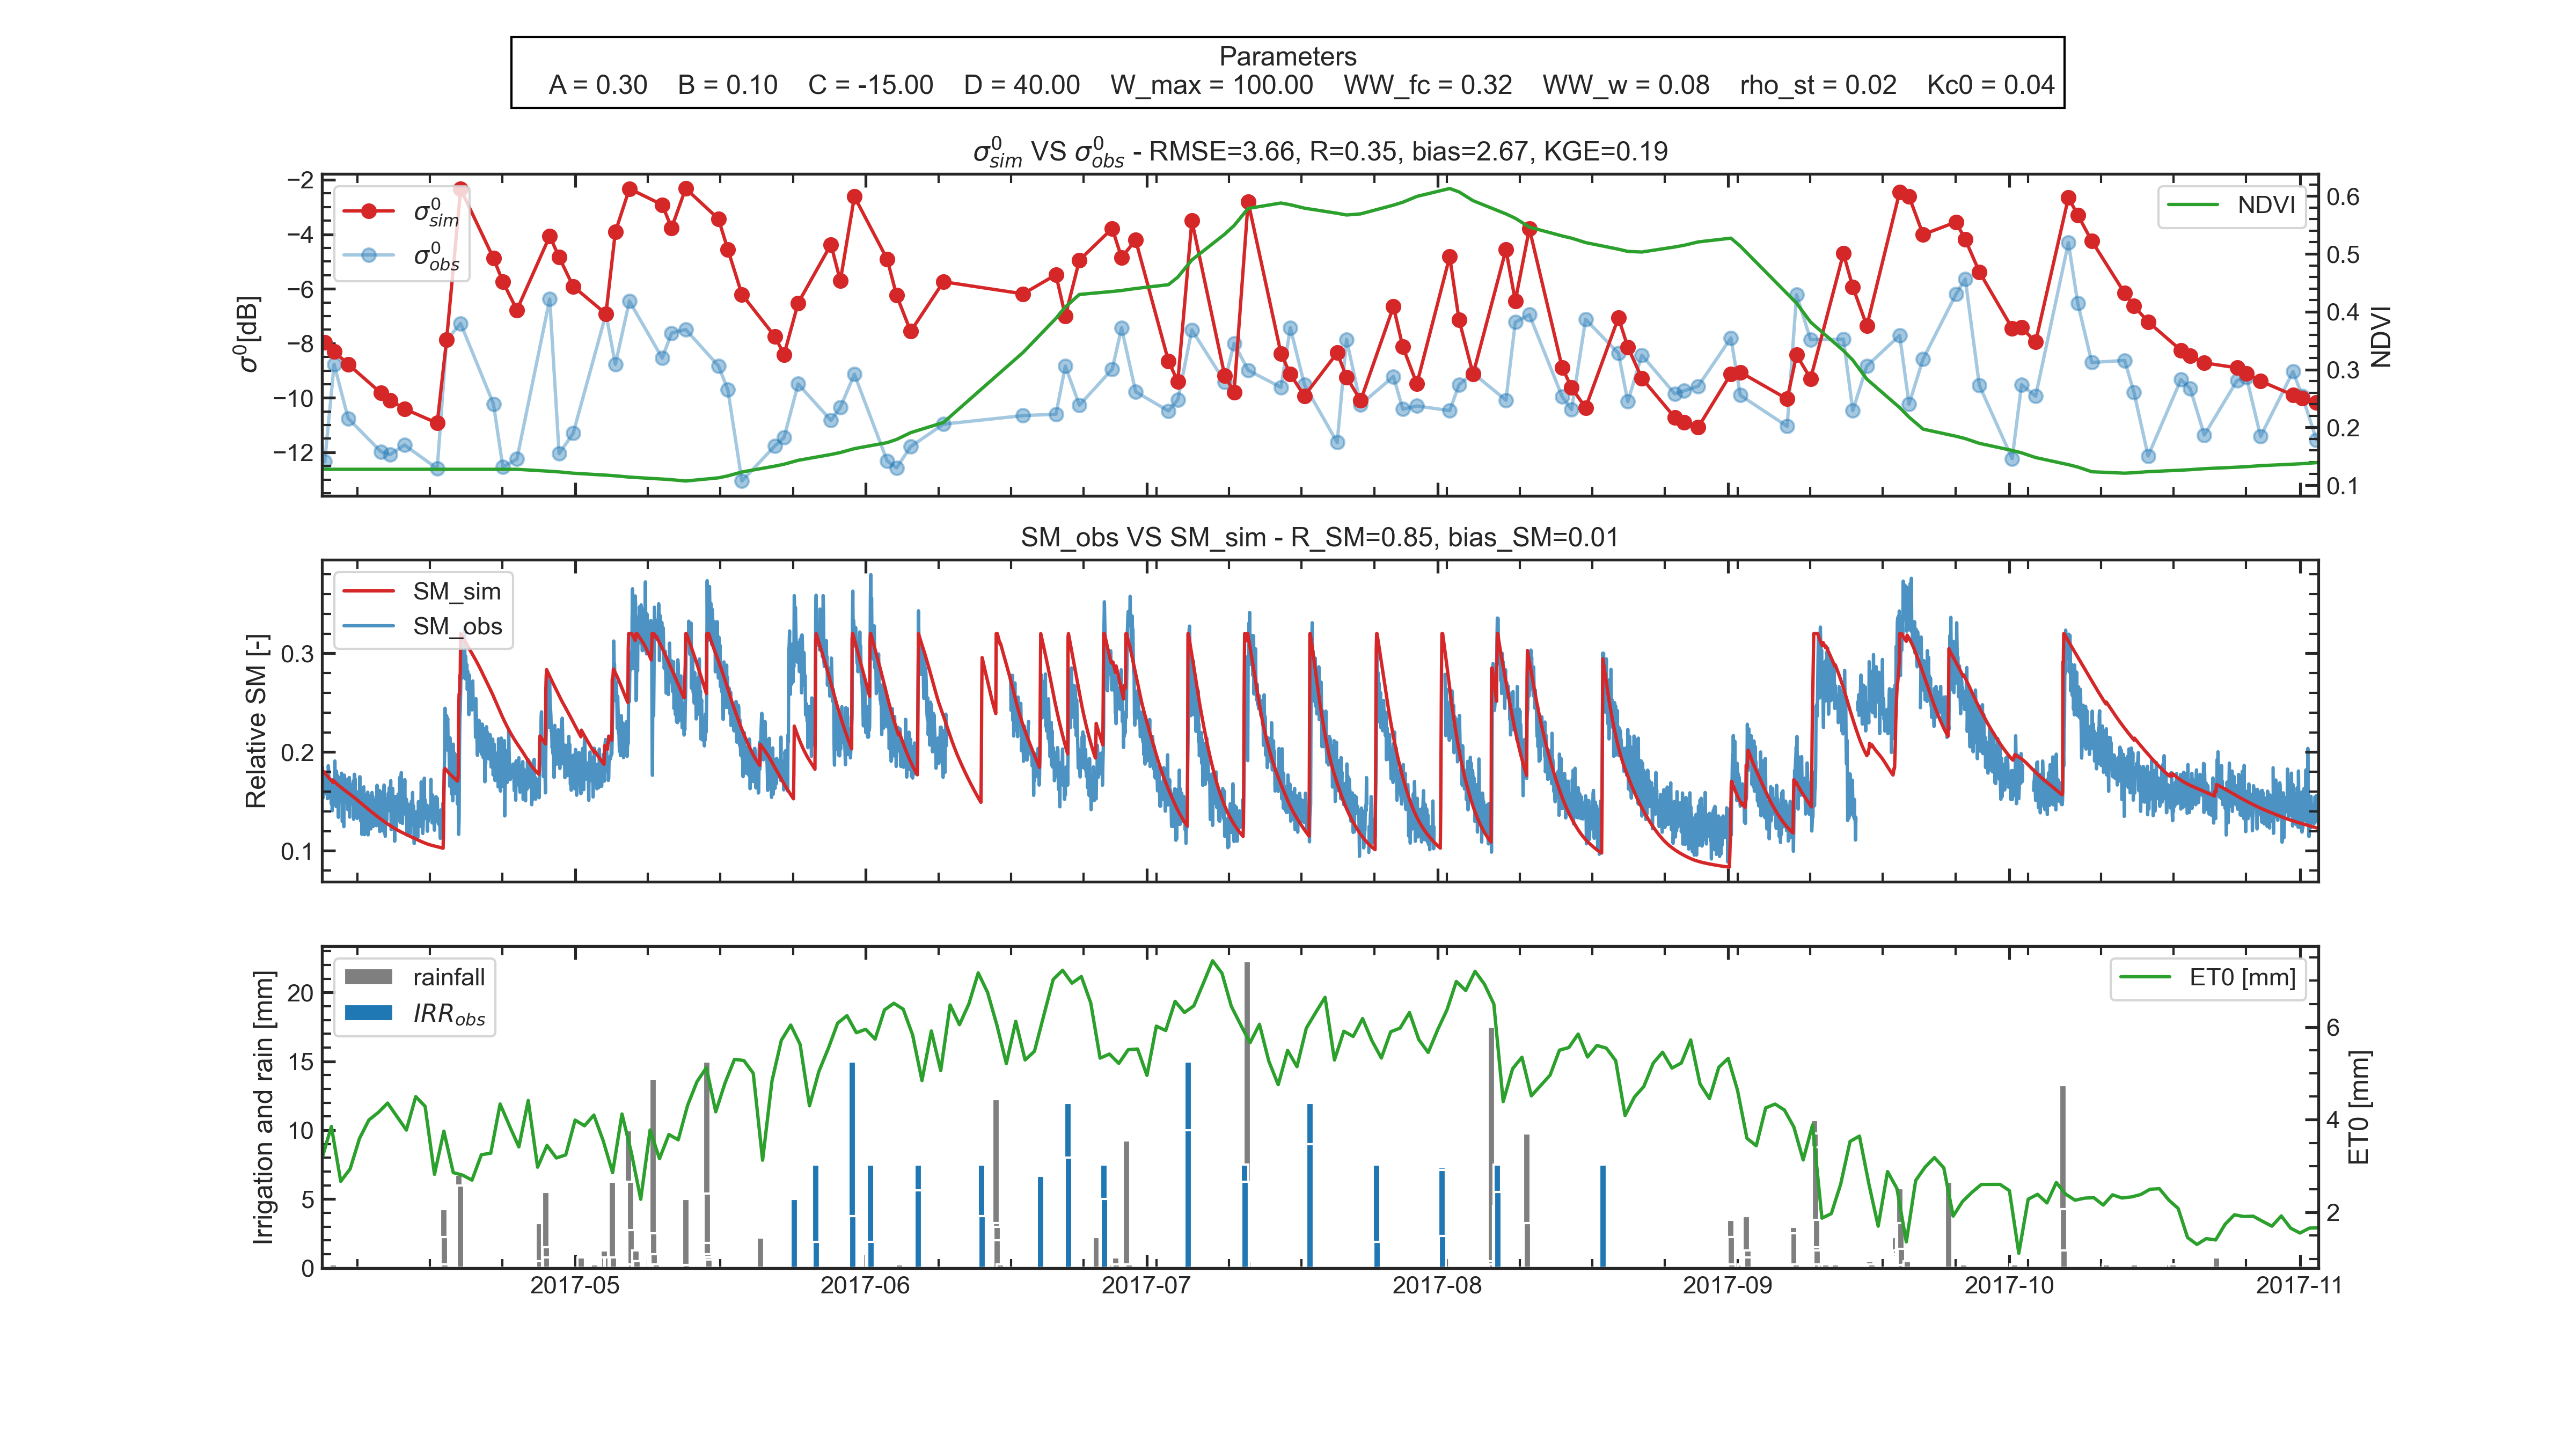 Parameters
A = 0.30 B = 0.10 C = -15.00 D = 40.00 W_max = 100.00 WW_fc = 0.32 WW_w = 0.08 rho_st = 0.02 Kc0 = 0.04
σ⁰sim VS σ⁰obs - RMSE=3.66, R=0.35, bias=2.67, KGE=0.19
σ⁰sim
σ⁰obs
NDVI
−2
−4
−6
−8
−10
−12
σ⁰[dB]
0.6
0.5
0.4
0.3
0.2
0.1
NDVI
SM_obs VS SM_sim - R_SM=0.85, bias_SM=0.01
SM_sim
SM_obs
0.3
0.2
0.1
Relative SM [-]
rainfall
IRRobs
ET0 [mm]
20
15
10
5
0
Irrigation and rain [mm]
6
4
2
ET0 [mm]
2017-05 2017-06 2017-07 2017-08 2017-09 2017-10 2017-11